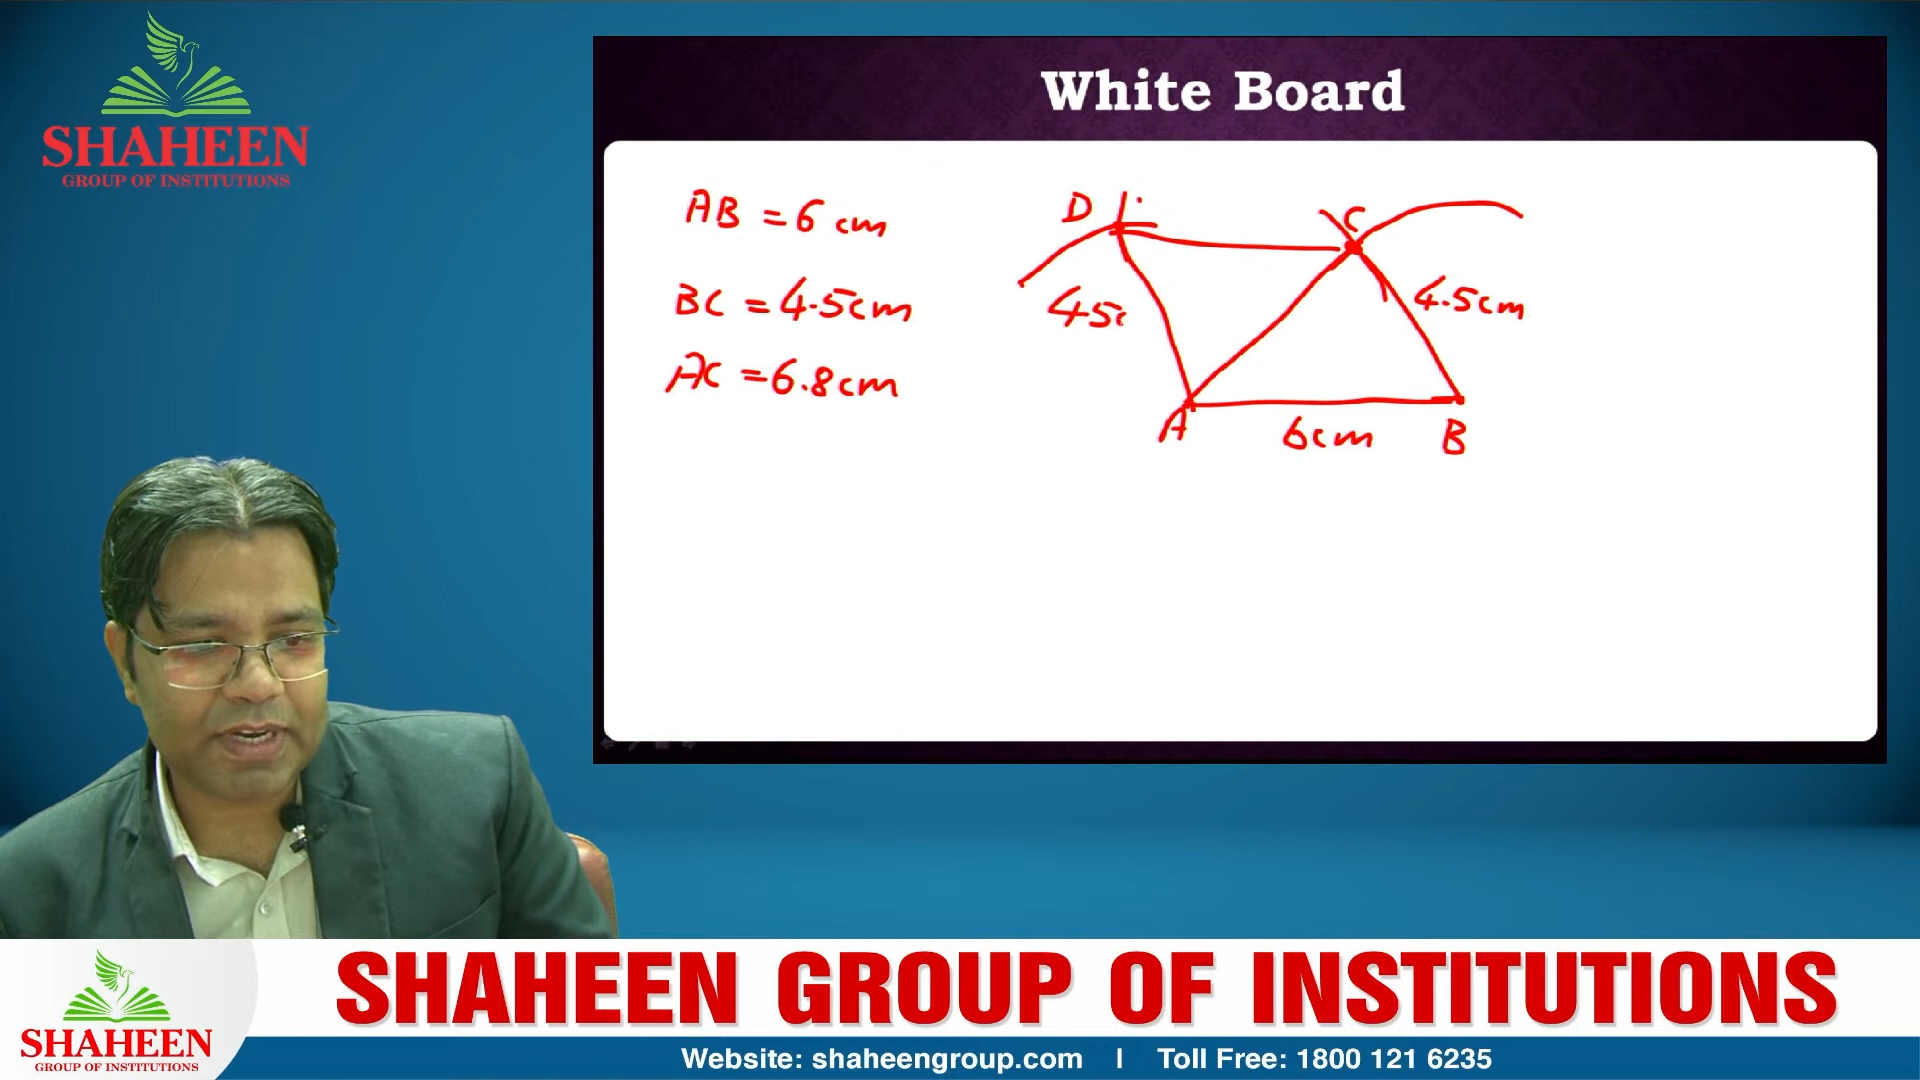 SHAHEEN
GROUP OF INSTITUTIONS
White Board
AB = 6 cm
BC = 4.5cm
AC = 6.8cm
D
C
45c
4.5cm
A
6cm
B
SHAHEEN
GROUP OF INSTITUTIONS
SHAHEEN GROUP OF INSTITUTIONS
Website: shaheengroup.com | Toll Free: 1800 121 6235